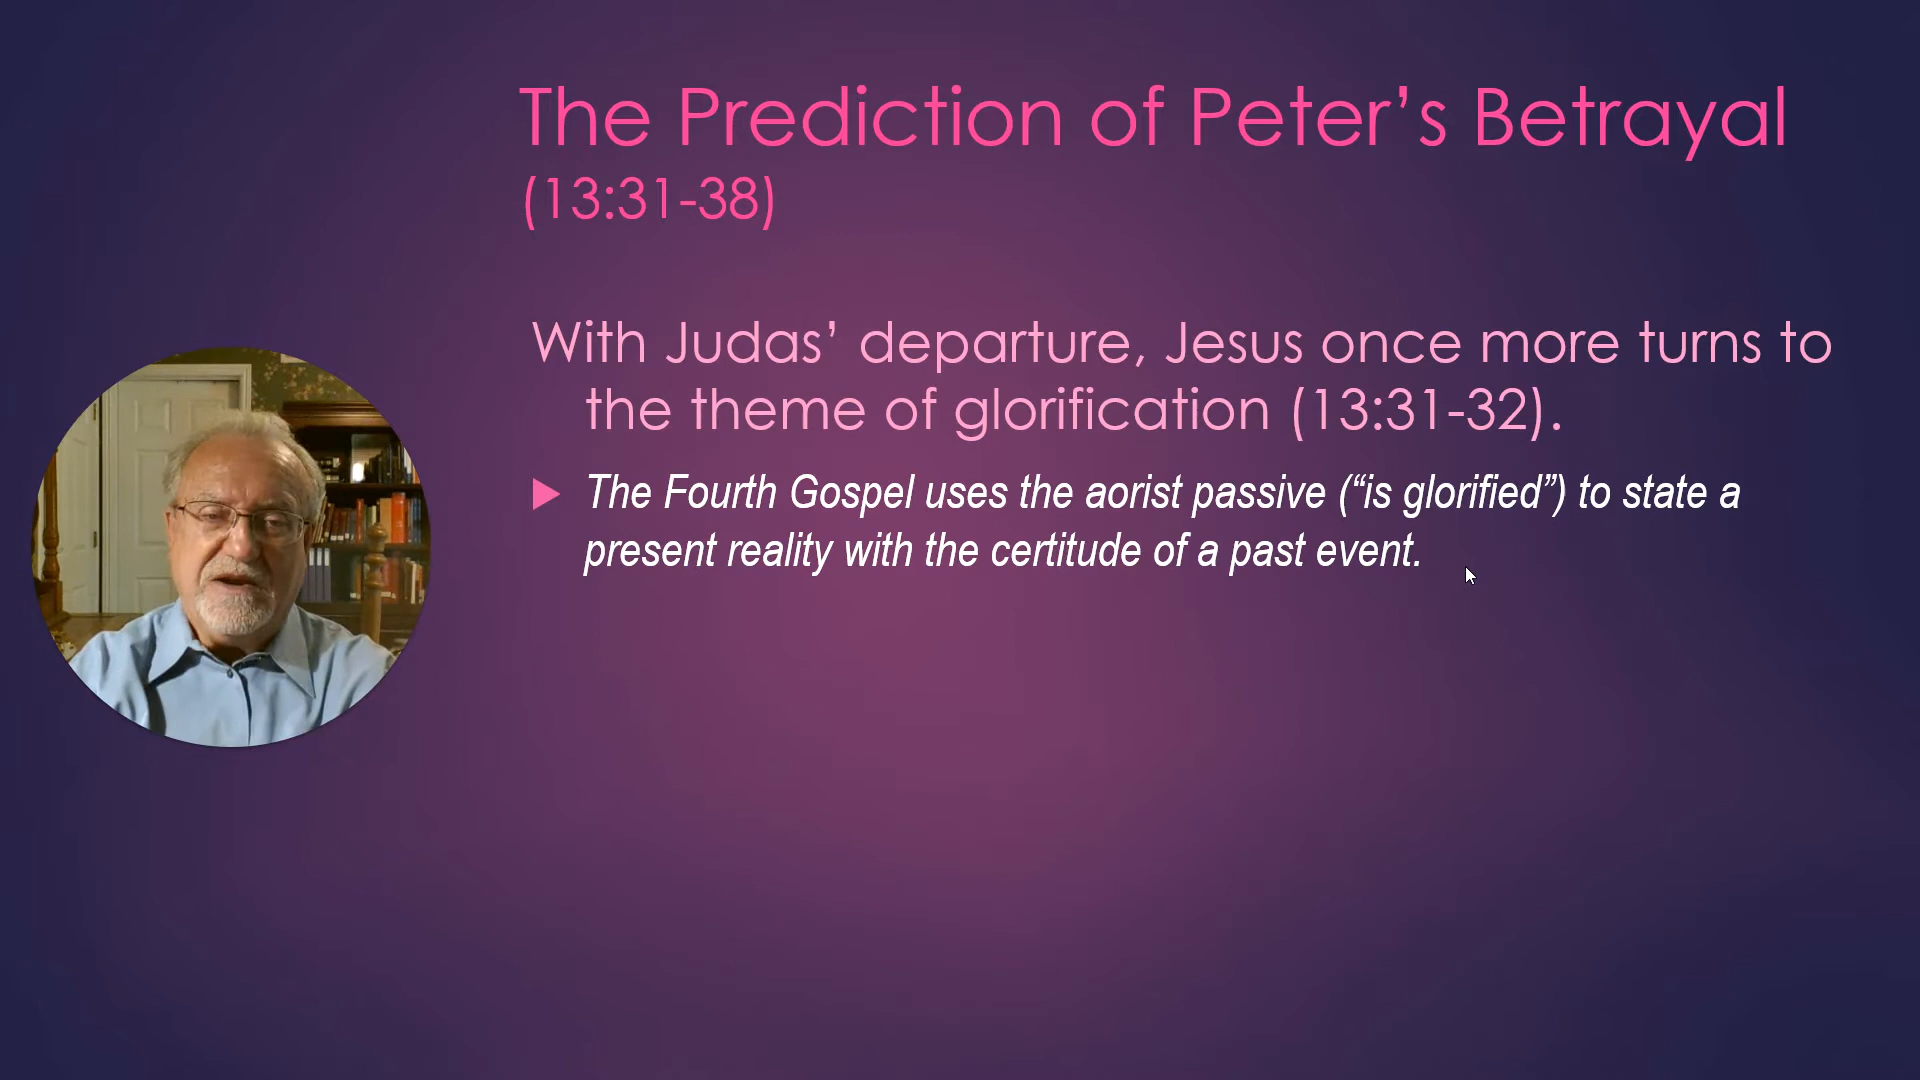 The Prediction of Peter’s Betrayal
(13:31-38)
With Judas’ departure, Jesus once more turns to
the theme of glorification (13:31-32).
The Fourth Gospel uses the aorist passive (“is glorified”) to state a
present reality with the certitude of a past event.